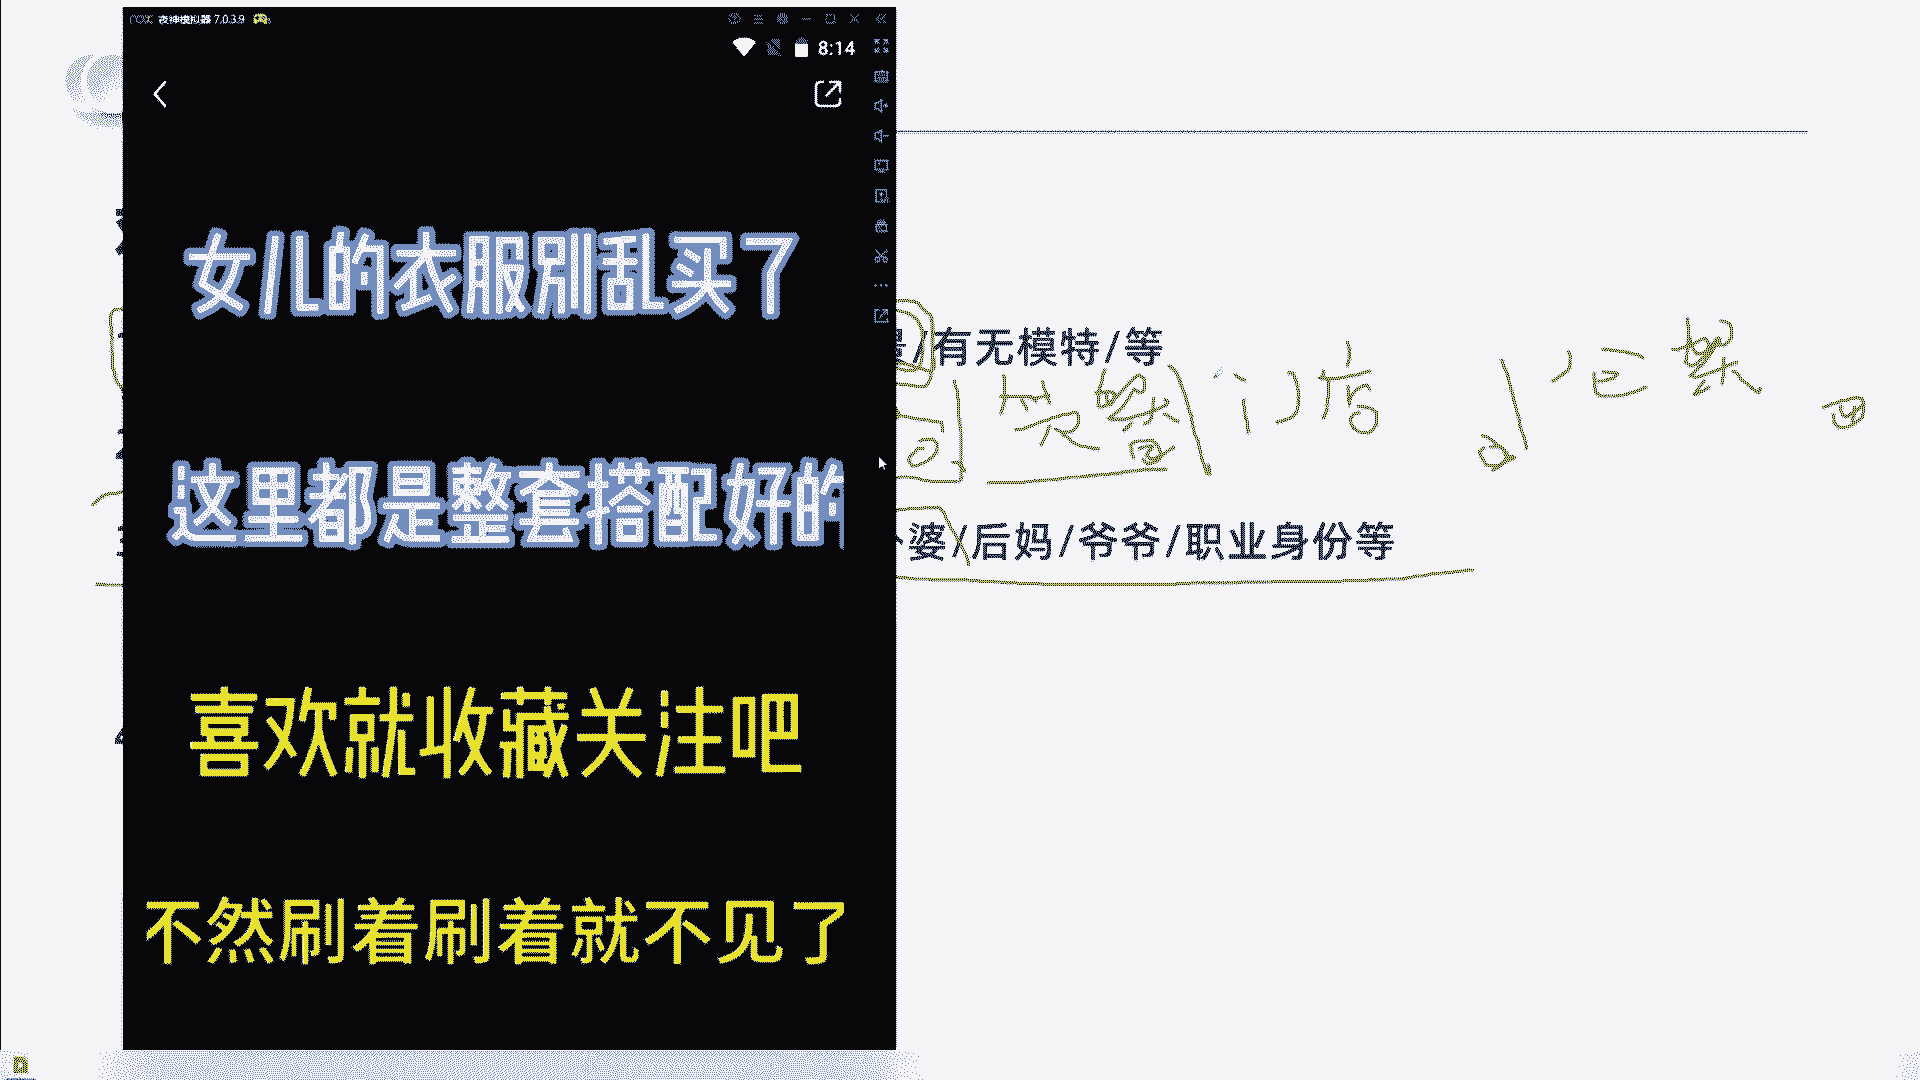 夜神模拟器 7.0.3.9
8:14
女儿的衣服别乱买了
这里都是整套搭配好的
喜欢就收藏关注吧
不然刷着刷着就不见了
/有无模特/等
门店
婆/后妈/爷爷/职业身份等